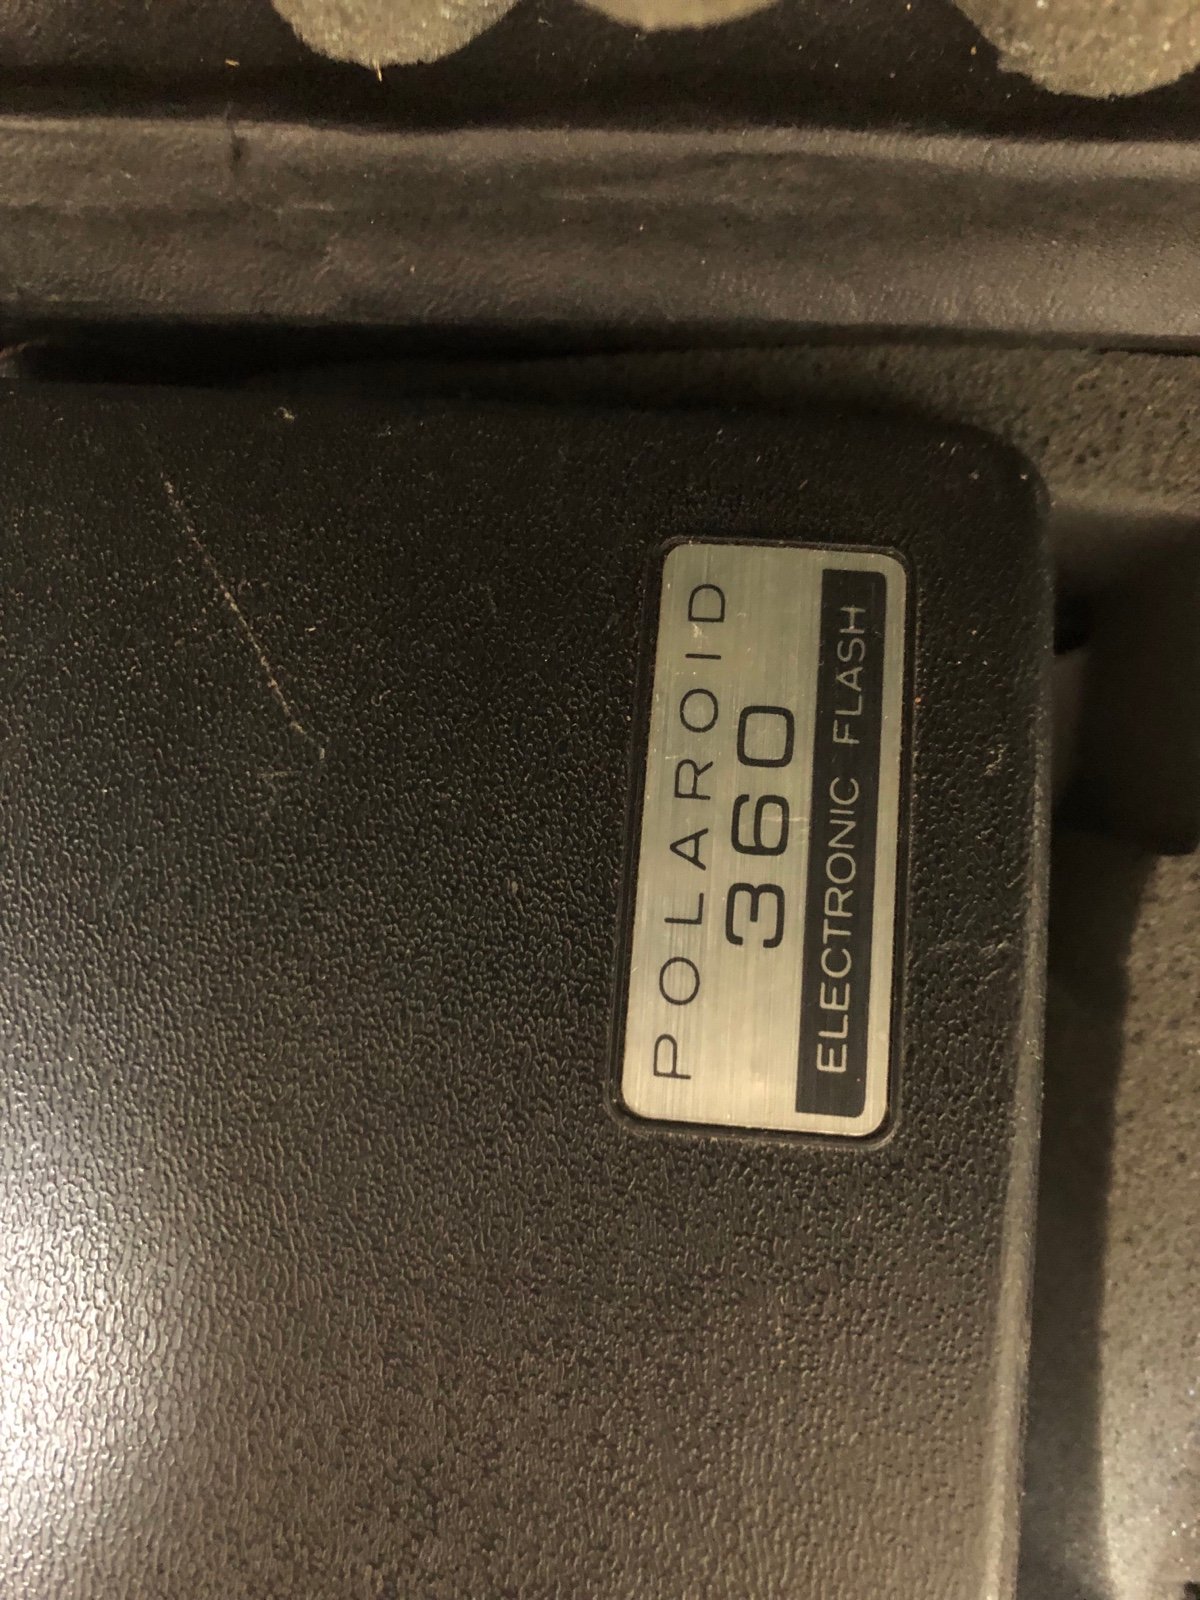 POLAROID
360
ELECTRONIC FLASH